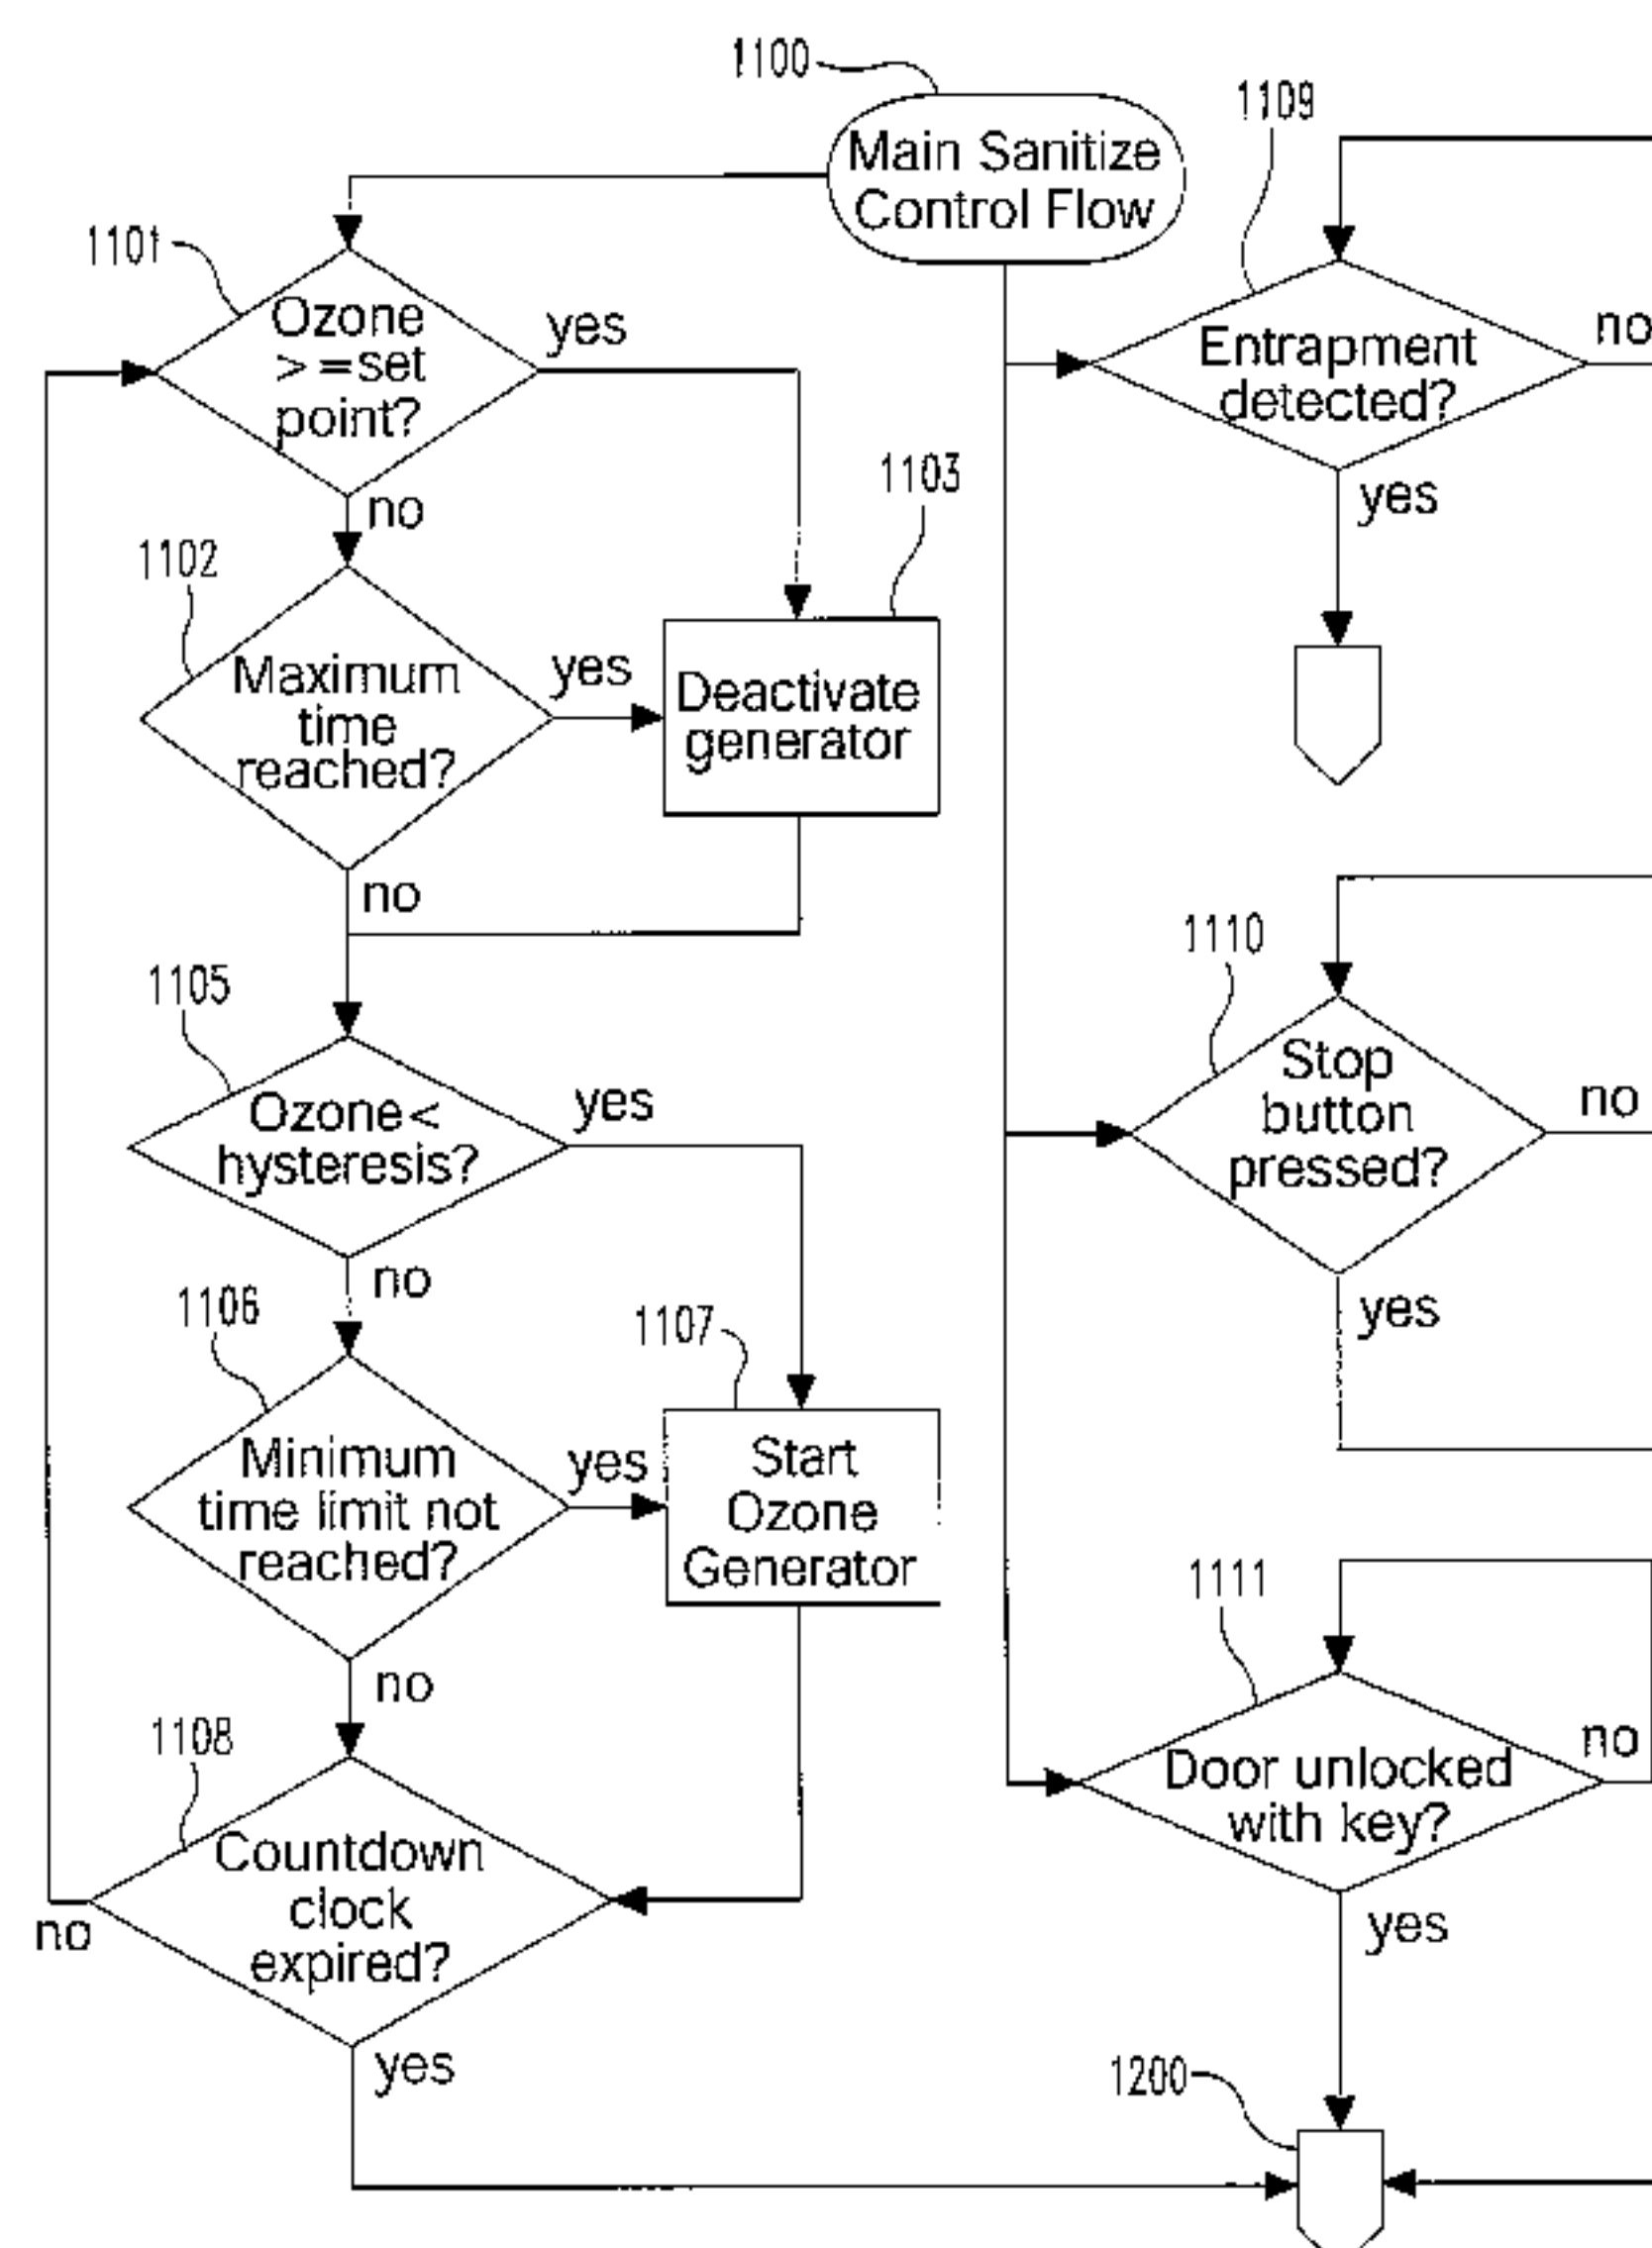 1100
Main Sanitize
Control Flow
1101
Ozone
>=set
point?
yes
no
1102
Maximum
time
reached?
yes
no
1103
Deactivate
generator
1105
Ozone<
hysteresis?
yes
no
1106
Minimum
time limit not
reached?
yes
no
1107
Start
Ozone
Generator
1108
Countdown
clock
expired?
no
yes
1109
Entrapment
detected?
no
yes
1110
Stop
button
pressed?
no
yes
1111
Door unlocked
with key?
no
yes
1200